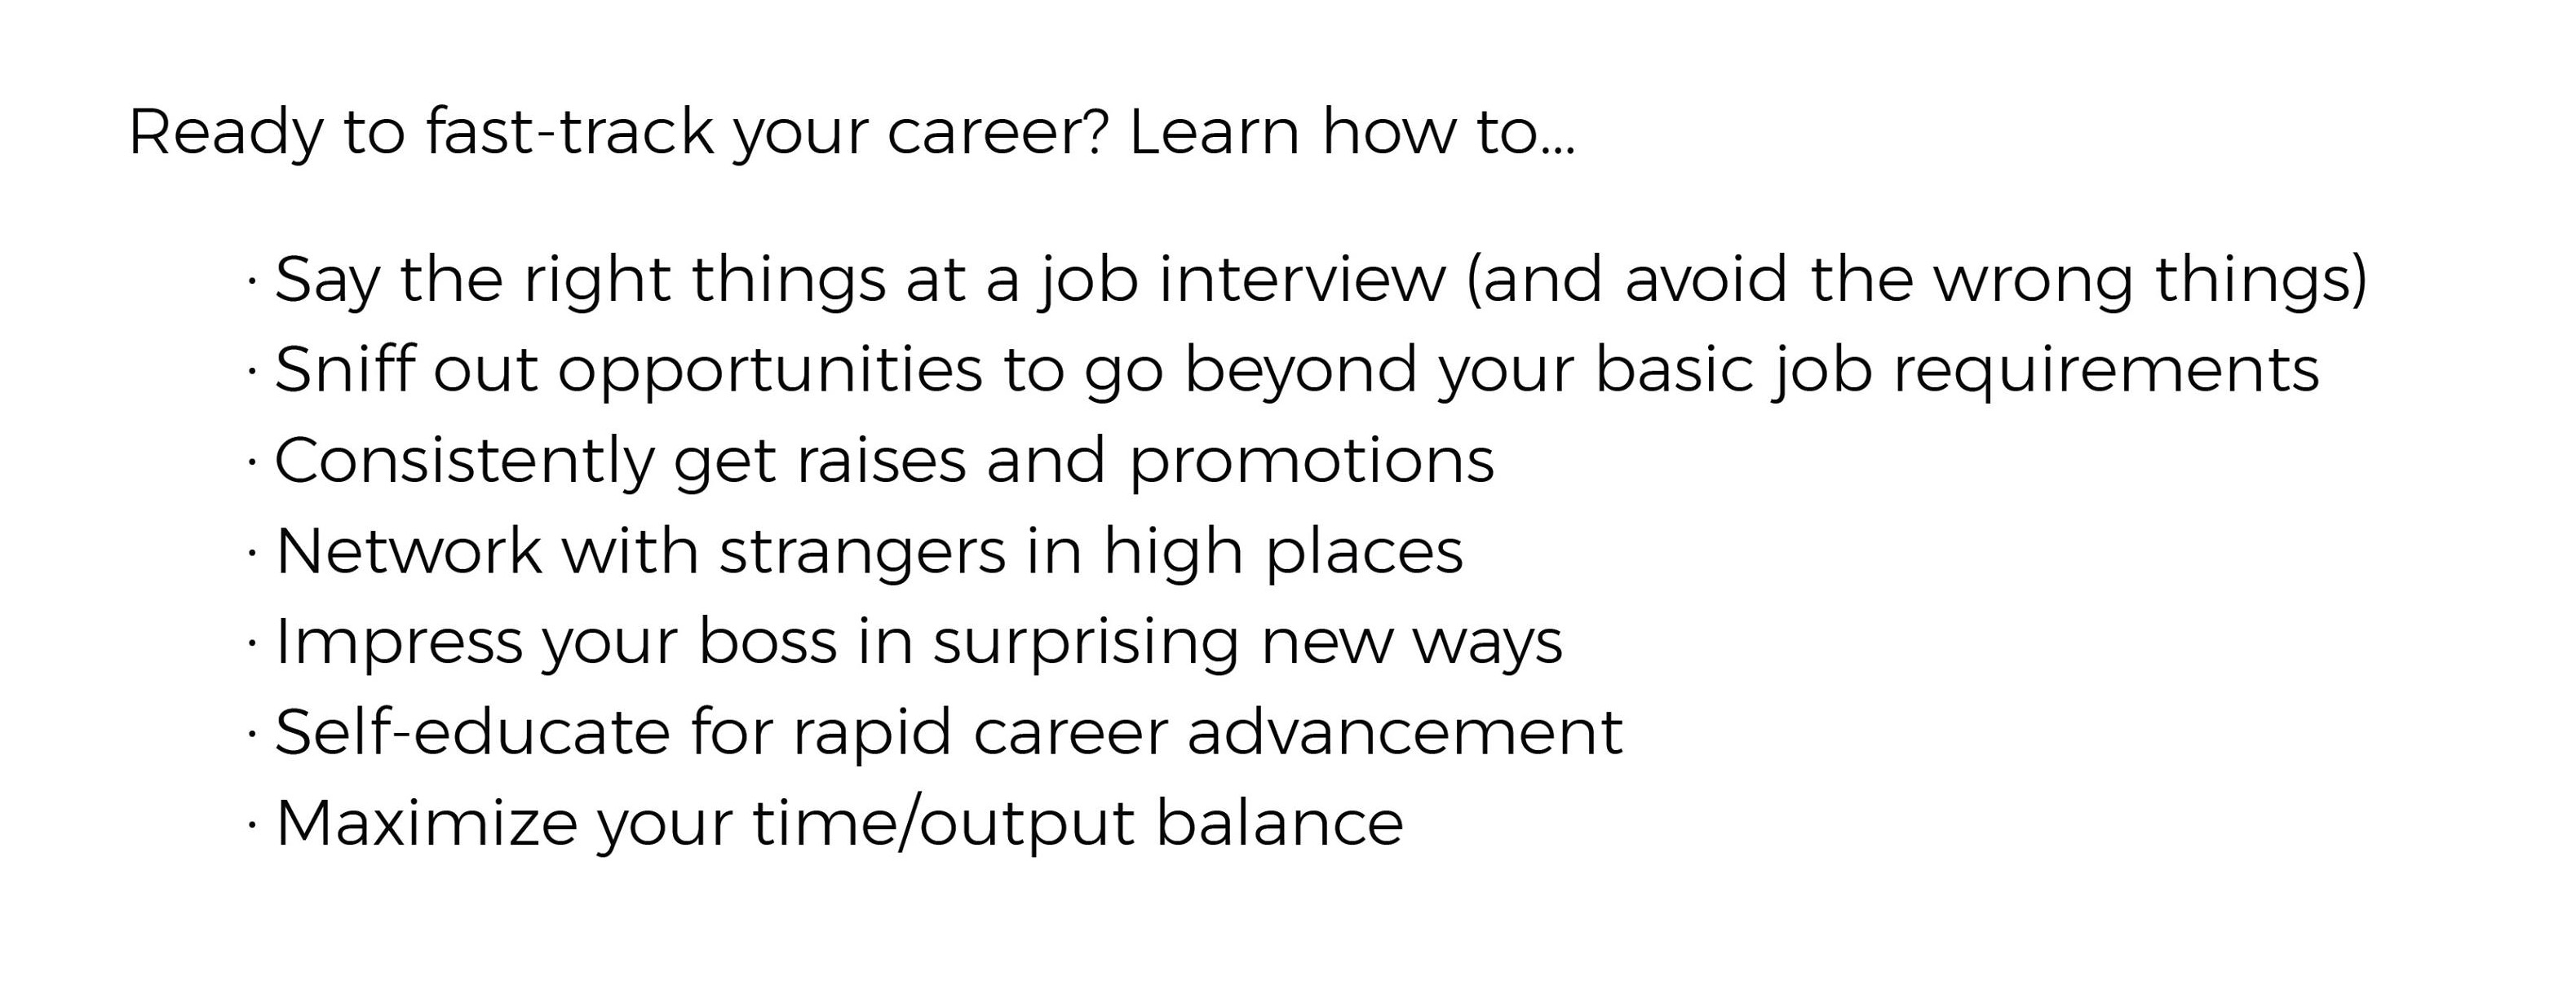 Ready to fast-track your career? Learn how to...
· Say the right things at a job interview (and avoid the wrong things)
· Sniff out opportunities to go beyond your basic job requirements
· Consistently get raises and promotions
· Network with strangers in high places
· Impress your boss in surprising new ways
· Self-educate for rapid career advancement
· Maximize your time/output balance